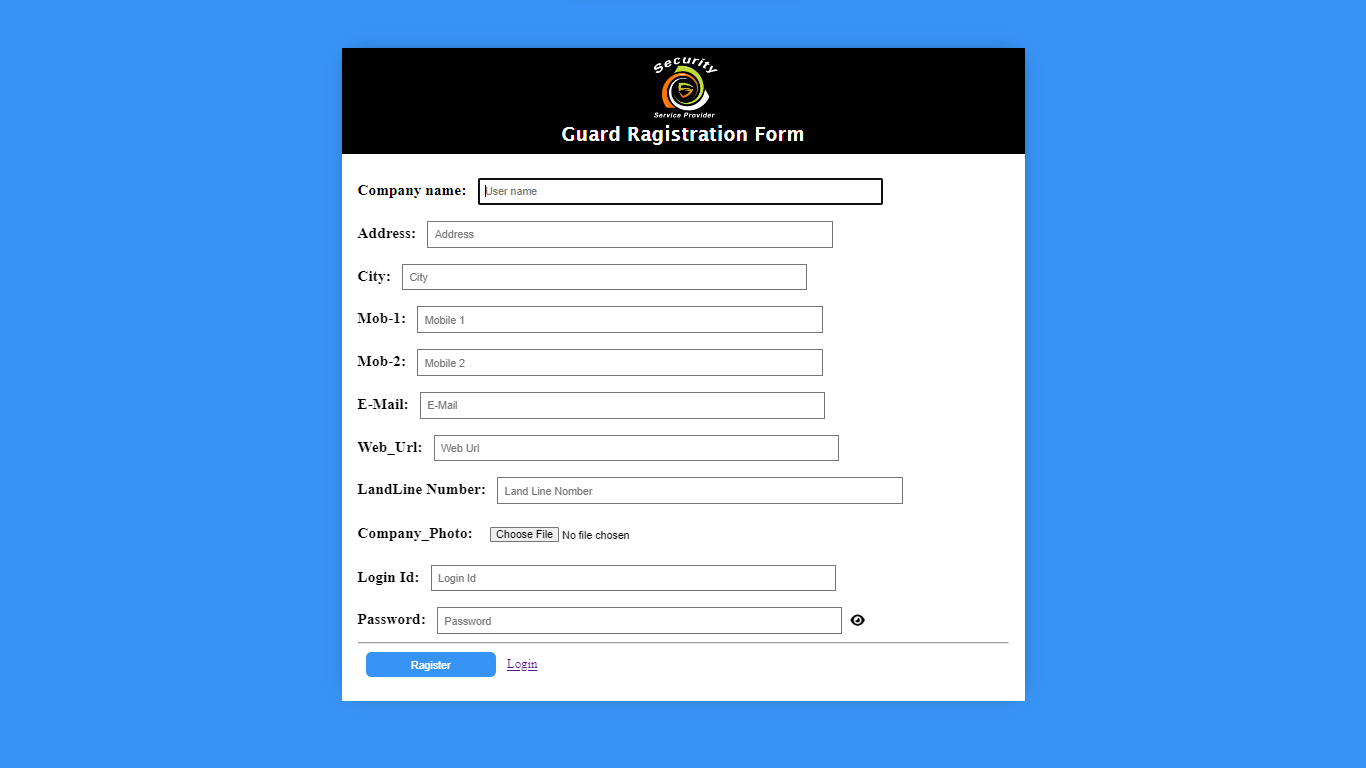 Security
Service Provider
Guard Ragistration Form
Company name: User name
Address: Address
City: City
Mob-1: Mobile 1
Mob-2: Mobile 2
E-Mail: E-Mail
Web_Url: Web Url
LandLine Number: Land Line Nomber
Company_Photo: Choose File No file chosen
Login Id: Login Id
Password: Password
Ragister Login